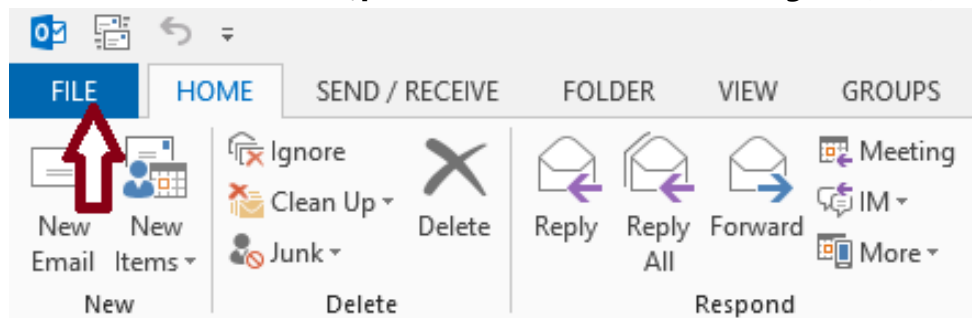 FILE HOME SEND / RECEIVE FOLDER VIEW GROUPS
Ignore
Clean Up
Junk
Delete
New
Email
New
Items
Reply
Reply
All
Forward
Meeting
IM
More
New
Delete
Respond